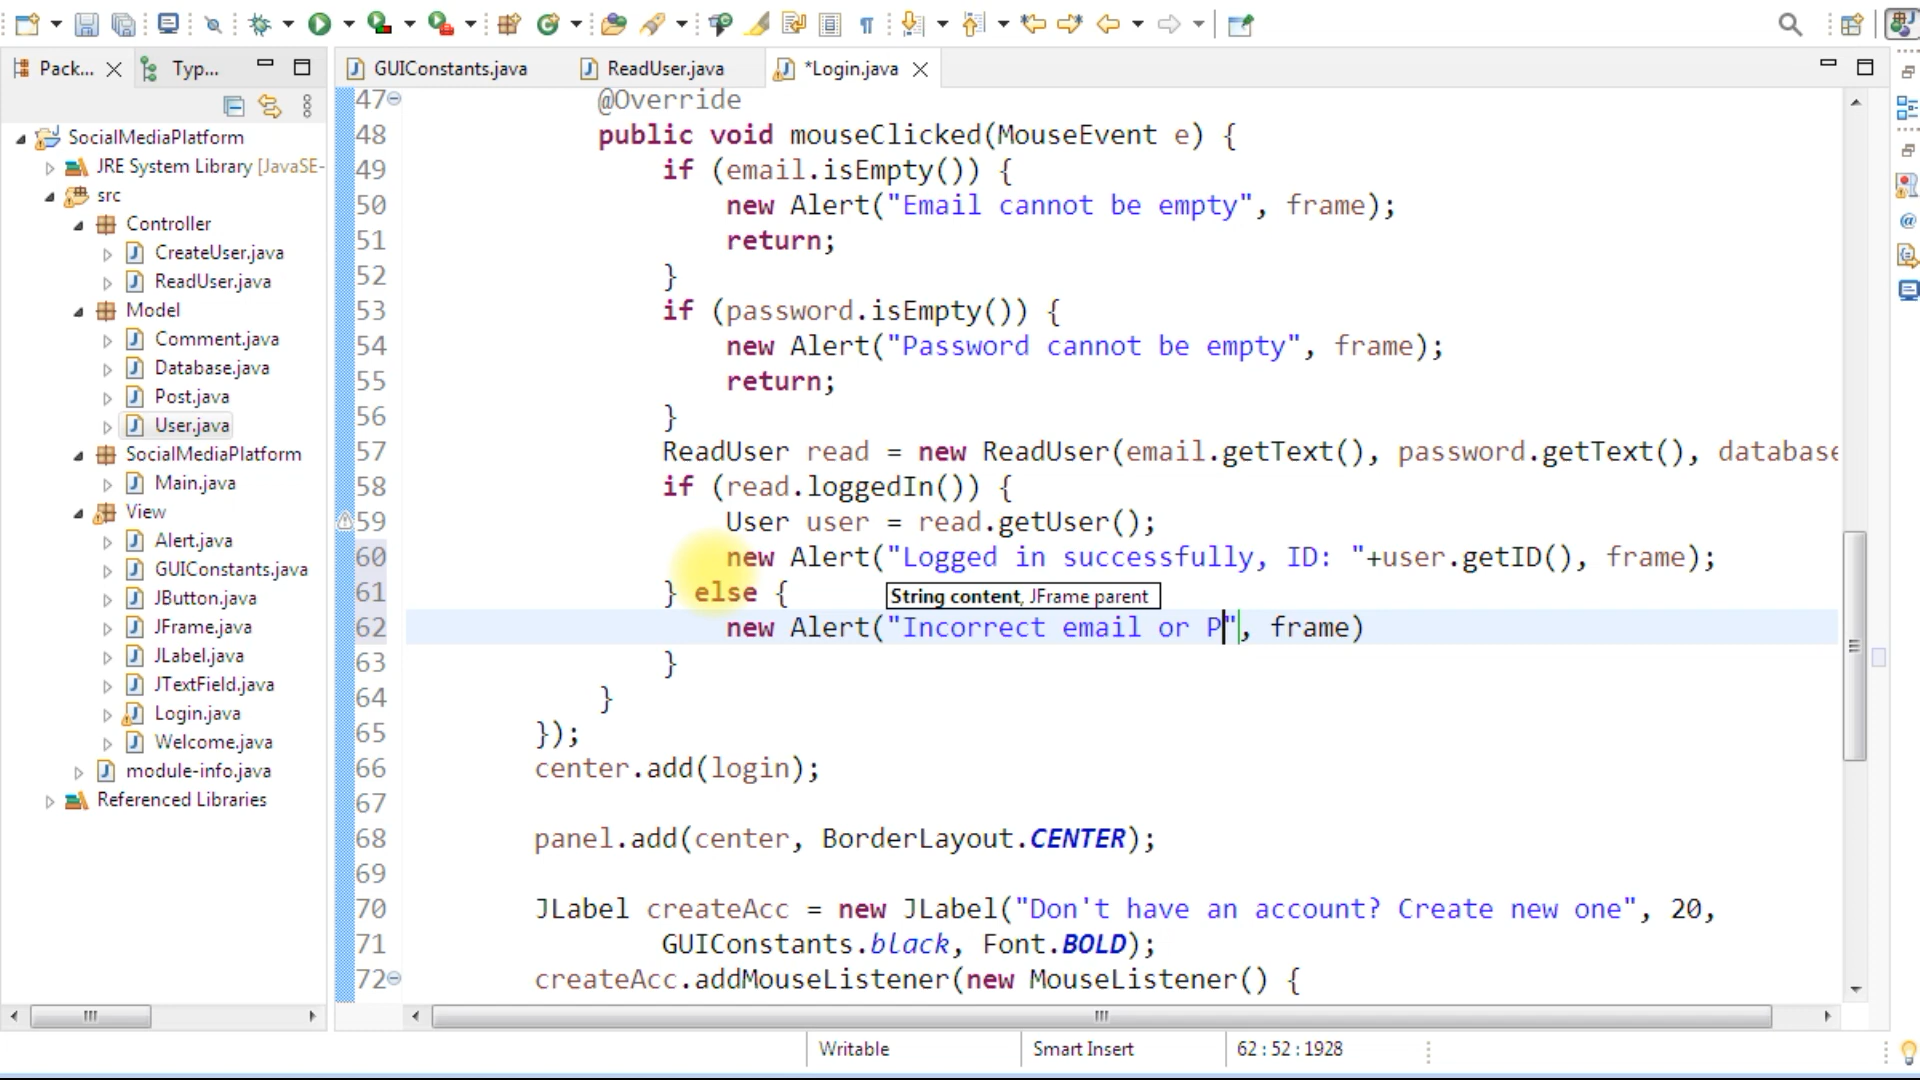 Pack...
Typ...
GUIConstants.java
ReadUser.java
*Login.java
SocialMediaPlatform
JRE System Library [JavaSE-
src
Controller
CreateUser.java
ReadUser.java
Model
Comment.java
Database.java
Post.java
User.java
SocialMediaPlatform
Main.java
View
Alert.java
GUIConstants.java
JButton.java
JFrame.java
JLabel.java
JTextField.java
Login.java
Welcome.java
module-info.java
Referenced Libraries
47 @Override
48 public void mouseClicked(MouseEvent e) {
49 if (email.isEmpty()) {
50 new Alert("Email cannot be empty", frame);
51 return;
52 }
53 if (password.isEmpty()) {
54 new Alert("Password cannot be empty", frame);
55 return;
56 }
57 ReadUser read = new ReadUser(email.getText(), password.getText(), database
58 if (read.loggedIn()) {
59 User user = read.getUser();
60 new Alert("Logged in successfully, ID: "+user.getID(), frame);
61 } else {
String content, JFrame parent
62 new Alert("Incorrect email or P", frame)
63 }
64 }
65 });
66 center.add(login);
67
68 panel.add(center, BorderLayout.CENTER);
69
70 JLabel createAcc = new JLabel("Don't have an account? Create new one", 20,
71 GUIConstants.black, Font.BOLD);
72 createAcc.addMouseListener(new MouseListener() {
Writable
Smart Insert
62 : 52 : 1928